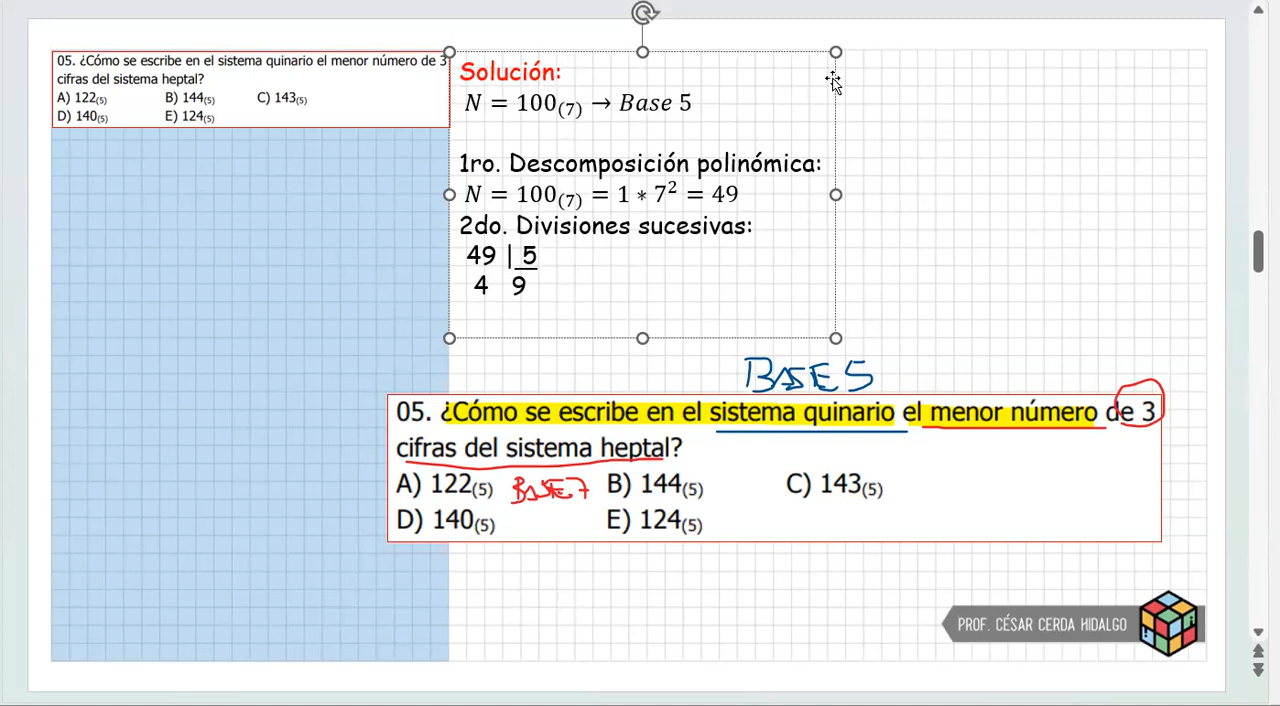 05. ¿Cómo se escribe en el sistema quinario el menor número de 3
cifras del sistema heptal?
A) 122(5) B) 144(5) C) 143(5)
D) 140(5) E) 124(5)
Solución:
N = 100(7) → Base 5
1ro. Descomposición polinómica:
N = 100(7) = 1 ∗ 7² = 49
2do. Divisiones sucesivas:
49 | 5
4 9
BASE 5
05. ¿Cómo se escribe en el sistema quinario el menor número de 3
cifras del sistema heptal?
A) 122(5) BASE 7 B) 144(5) C) 143(5)
D) 140(5) E) 124(5)
PROF. CÉSAR CERDA HIDALGO